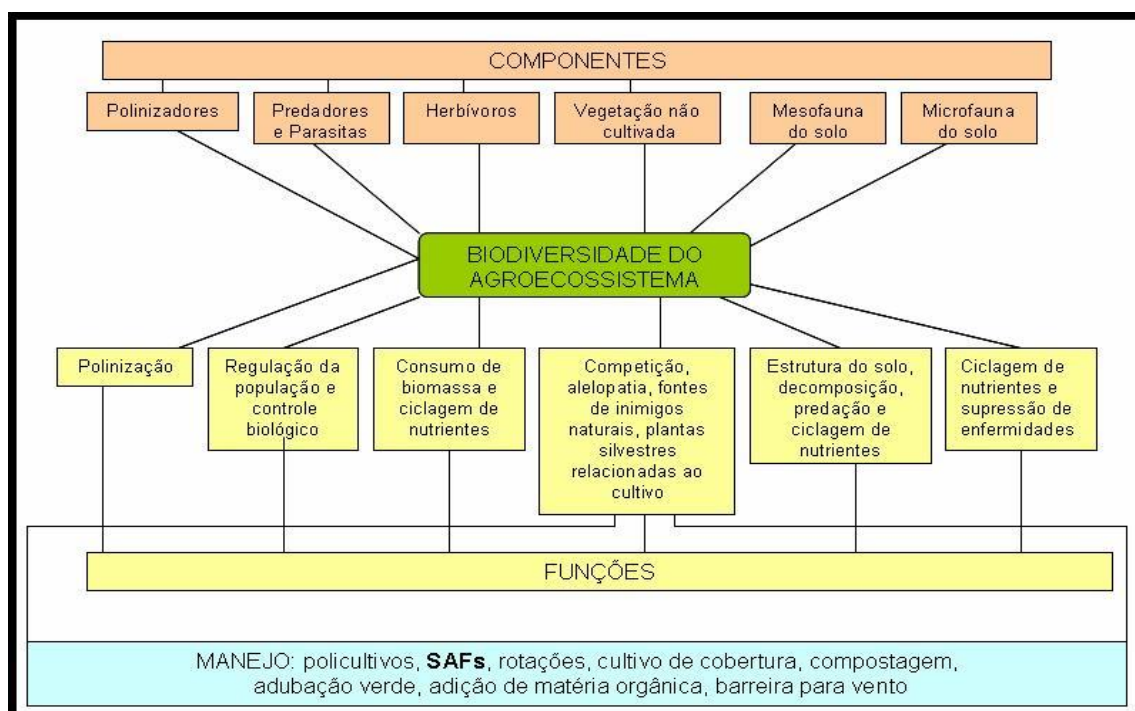 COMPONENTES
Polinizadores
Predadores
e Parasitas
Herbívoros
Vegetação não
cultivada
Mesofauna
do solo
Microfauna
do solo
BIODIVERSIDADE DO
AGROECOSSISTEMA
Polinização
Regulação da
população e
controle
biológico
Consumo de
biomassa e
ciclagem de
nutrientes
Competição,
alelopatia, fontes
de inimigos
naturais, plantas
silvestres
relacionadas ao
cultivo
Estrutura do solo,
decomposição,
predação e
ciclagem de
nutrientes
Ciclagem de
nutrientes e
supressão de
enfermidades
FUNÇÕES
MANEJO: policultivos, SAFs, rotações, cultivo de cobertura, compostagem,
adubação verde, adição de matéria orgânica, barreira para vento